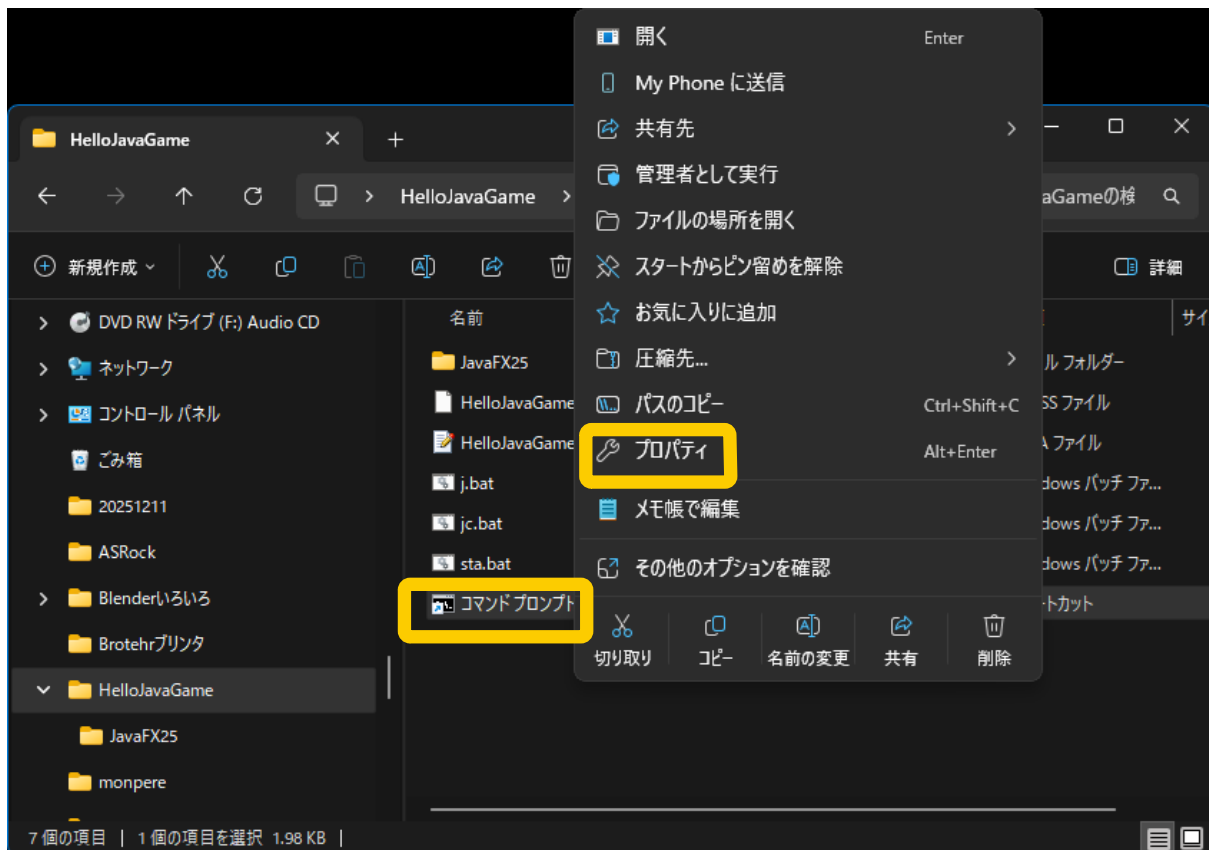 開く Enter
My Phone に送信
共有先
管理者として実行
ファイルの場所を開く
スタートからピン留めを解除
お気に入りに追加
圧縮先...
パスのコピー Ctrl+Shift+C
プロパティ Alt+Enter
メモ帳で編集
その他のオプションを確認
切り取り コピー 名前の変更 共有 削除
HelloJavaGame
HelloJavaGame
aGameの検
新規作成
詳細
DVD RW ドライブ (F:) Audio CD
ネットワーク
コントロール パネル
ごみ箱
20251211
ASRock
Blenderいろいろ
Brotehrプリンタ
HelloJavaGame
JavaFX25
monpere
名前
サイ
JavaFX25
ル フォルダー
HelloJavaGame
SS ファイル
HelloJavaGame
A ファイル
j.bat
dows バッチ ファ...
jc.bat
dows バッチ ファ...
sta.bat
dows バッチ ファ...
コマンド プロンプト
ートカット
7 個の項目 | 1 個の項目を選択 1.98 KB |